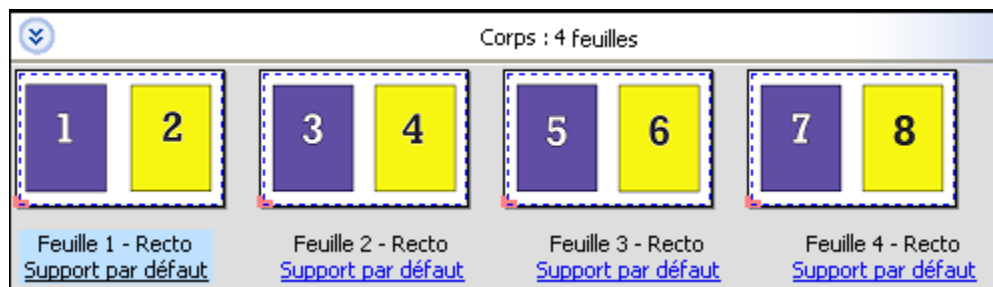 Corps : 4 feuilles
1 2 3 4 5 6 7 8
Feuille 1 - Recto Feuille 2 - Recto Feuille 3 - Recto Feuille 4 - Recto
Support par défaut Support par défaut Support par défaut Support par défaut